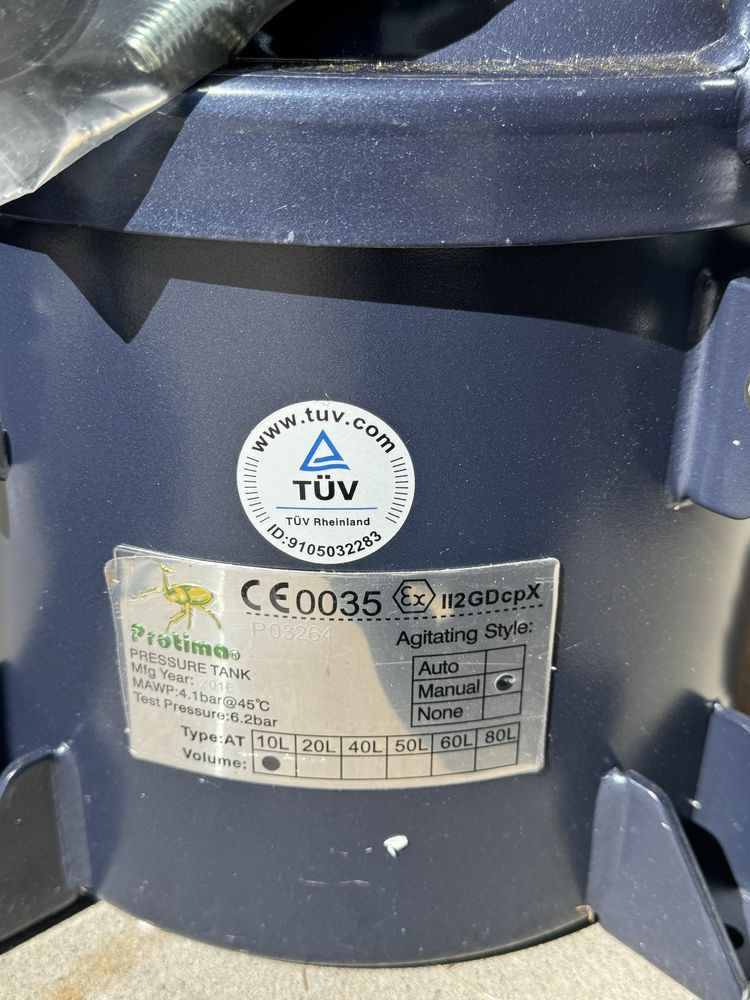 www.tuv.com
TÜV
TÜV Rheinland
ID:9105032283
CE0035 Ex II2GDcpX
Protima®
P03264
PRESSURE TANK
Mfg Year: 2016
MAWP:4.1bar@45℃
Test Pressure:6.2bar
Agitating Style:
Auto
Manual
None
Type:AT 10L 20L 40L 50L 60L 80L
Volume: